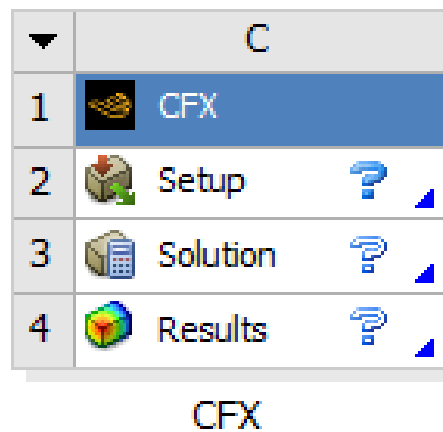 C
1 CFX
2 Setup ?
3 Solution ?
4 Results ?
CFX